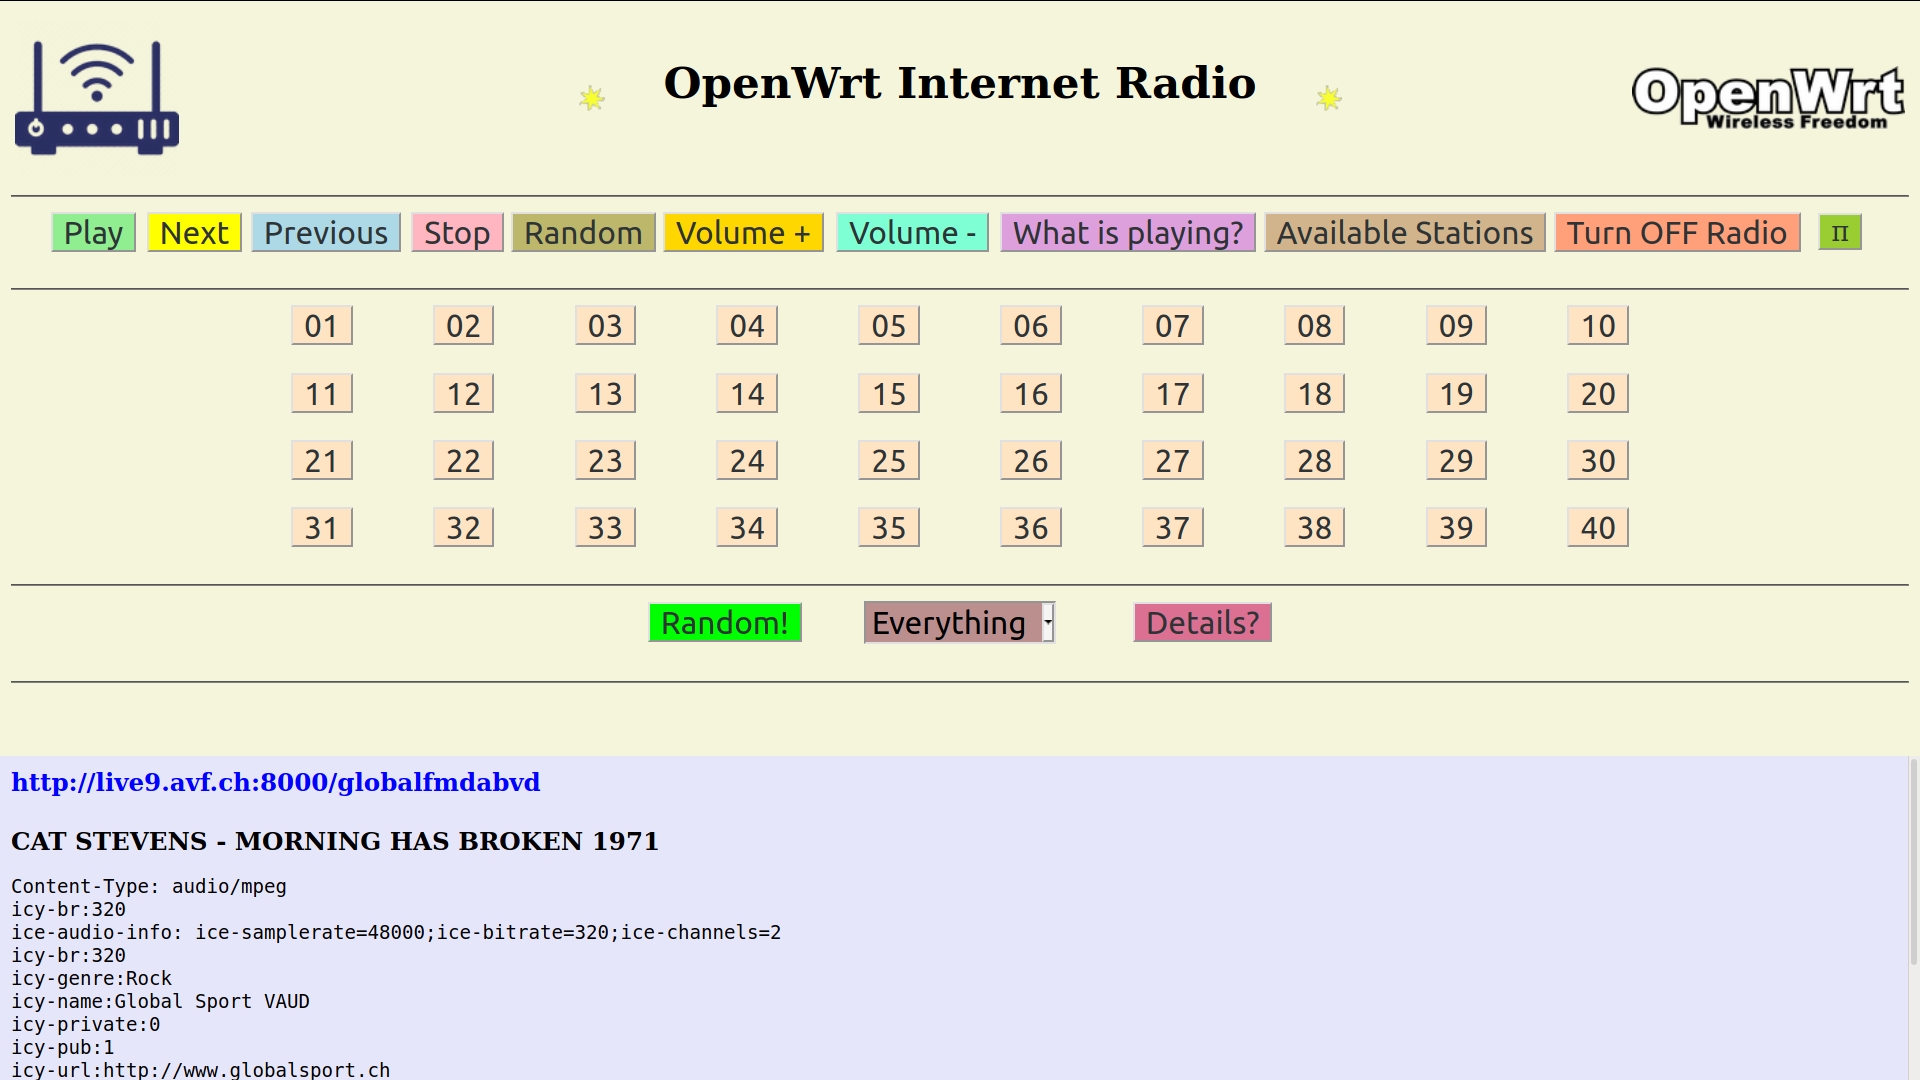 OpenWrt Internet Radio
OpenWrt
Wireless Freedom
Play Next Previous Stop Random Volume + Volume - What is playing? Available Stations Turn OFF Radio π
01 02 03 04 05 06 07 08 09 10
11 12 13 14 15 16 17 18 19 20
21 22 23 24 25 26 27 28 29 30
31 32 33 34 35 36 37 38 39 40
Random! Everything Details?
http://live9.avf.ch:8000/globalfmdabvd
CAT STEVENS - MORNING HAS BROKEN 1971
Content-Type: audio/mpeg
icy-br:320
ice-audio-info: ice-samplerate=48000;ice-bitrate=320;ice-channels=2
icy-br:320
icy-genre:Rock
icy-name:Global Sport VAUD
icy-private:0
icy-pub:1
icy-url:http://www.globalsport.ch